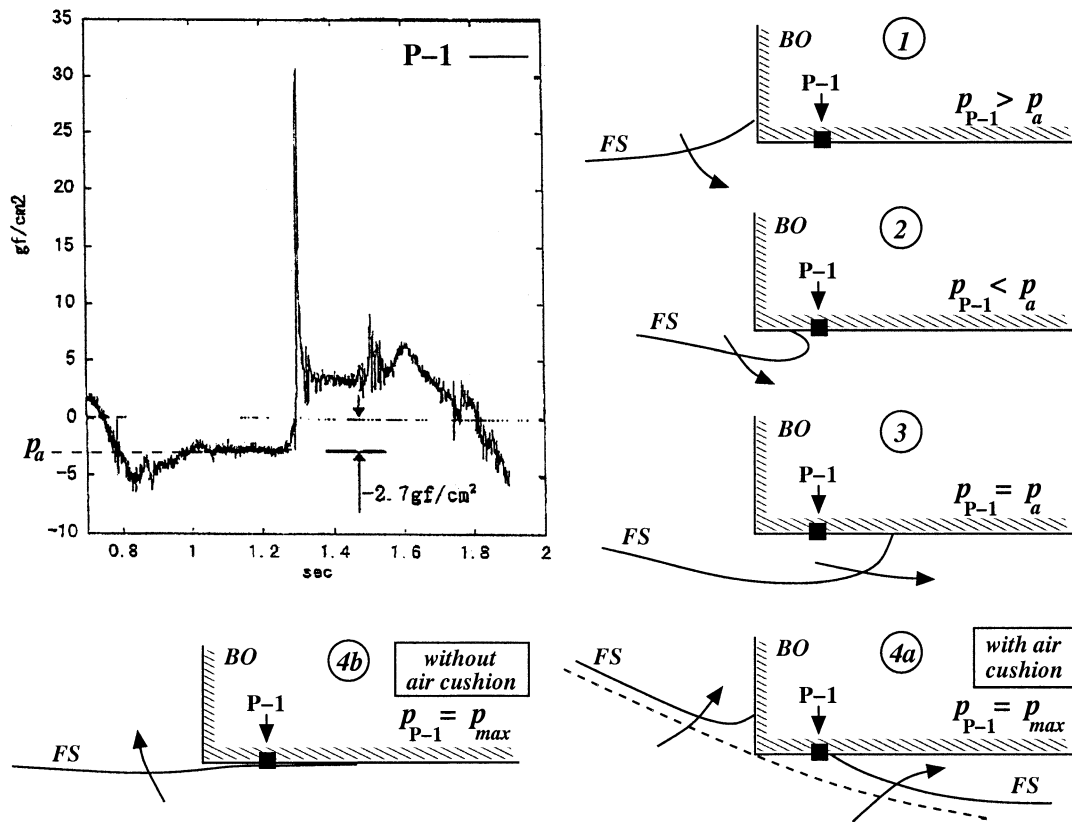 35
30
25
20
15
10
5
0
p_a
-5
-10
gf/cm2
P-1
-2.7gf/cm²
0.8 1 1.2 1.4 1.6 1.8 2
sec
BO
1
P-1
p_P-1 > p_a
FS
BO
2
P-1
p_P-1 < p_a
FS
BO
3
P-1
p_P-1 = p_a
FS
BO
4b
without
air cushion
P-1
p_P-1 = p_max
FS
FS
BO
4a
with air
cushion
P-1
p_P-1 = p_max
FS